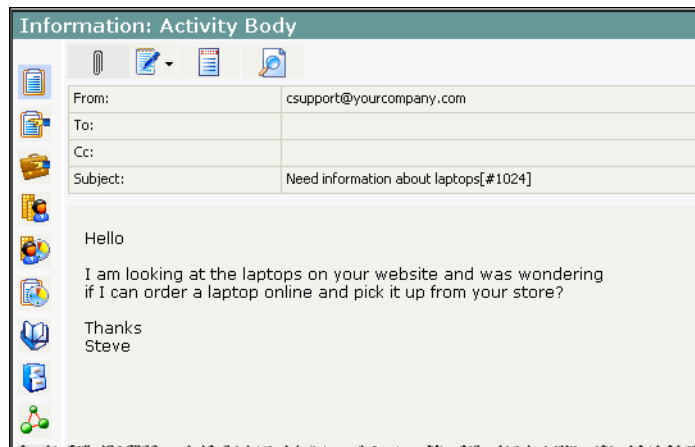 Information: Activity Body
From: csupport@yourcompany.com
To:
Cc:
Subject: Need information about laptops[#1024]
Hello
I am looking at the laptops on your website and was wondering
if I can order a laptop online and pick it up from your store?
Thanks
Steve